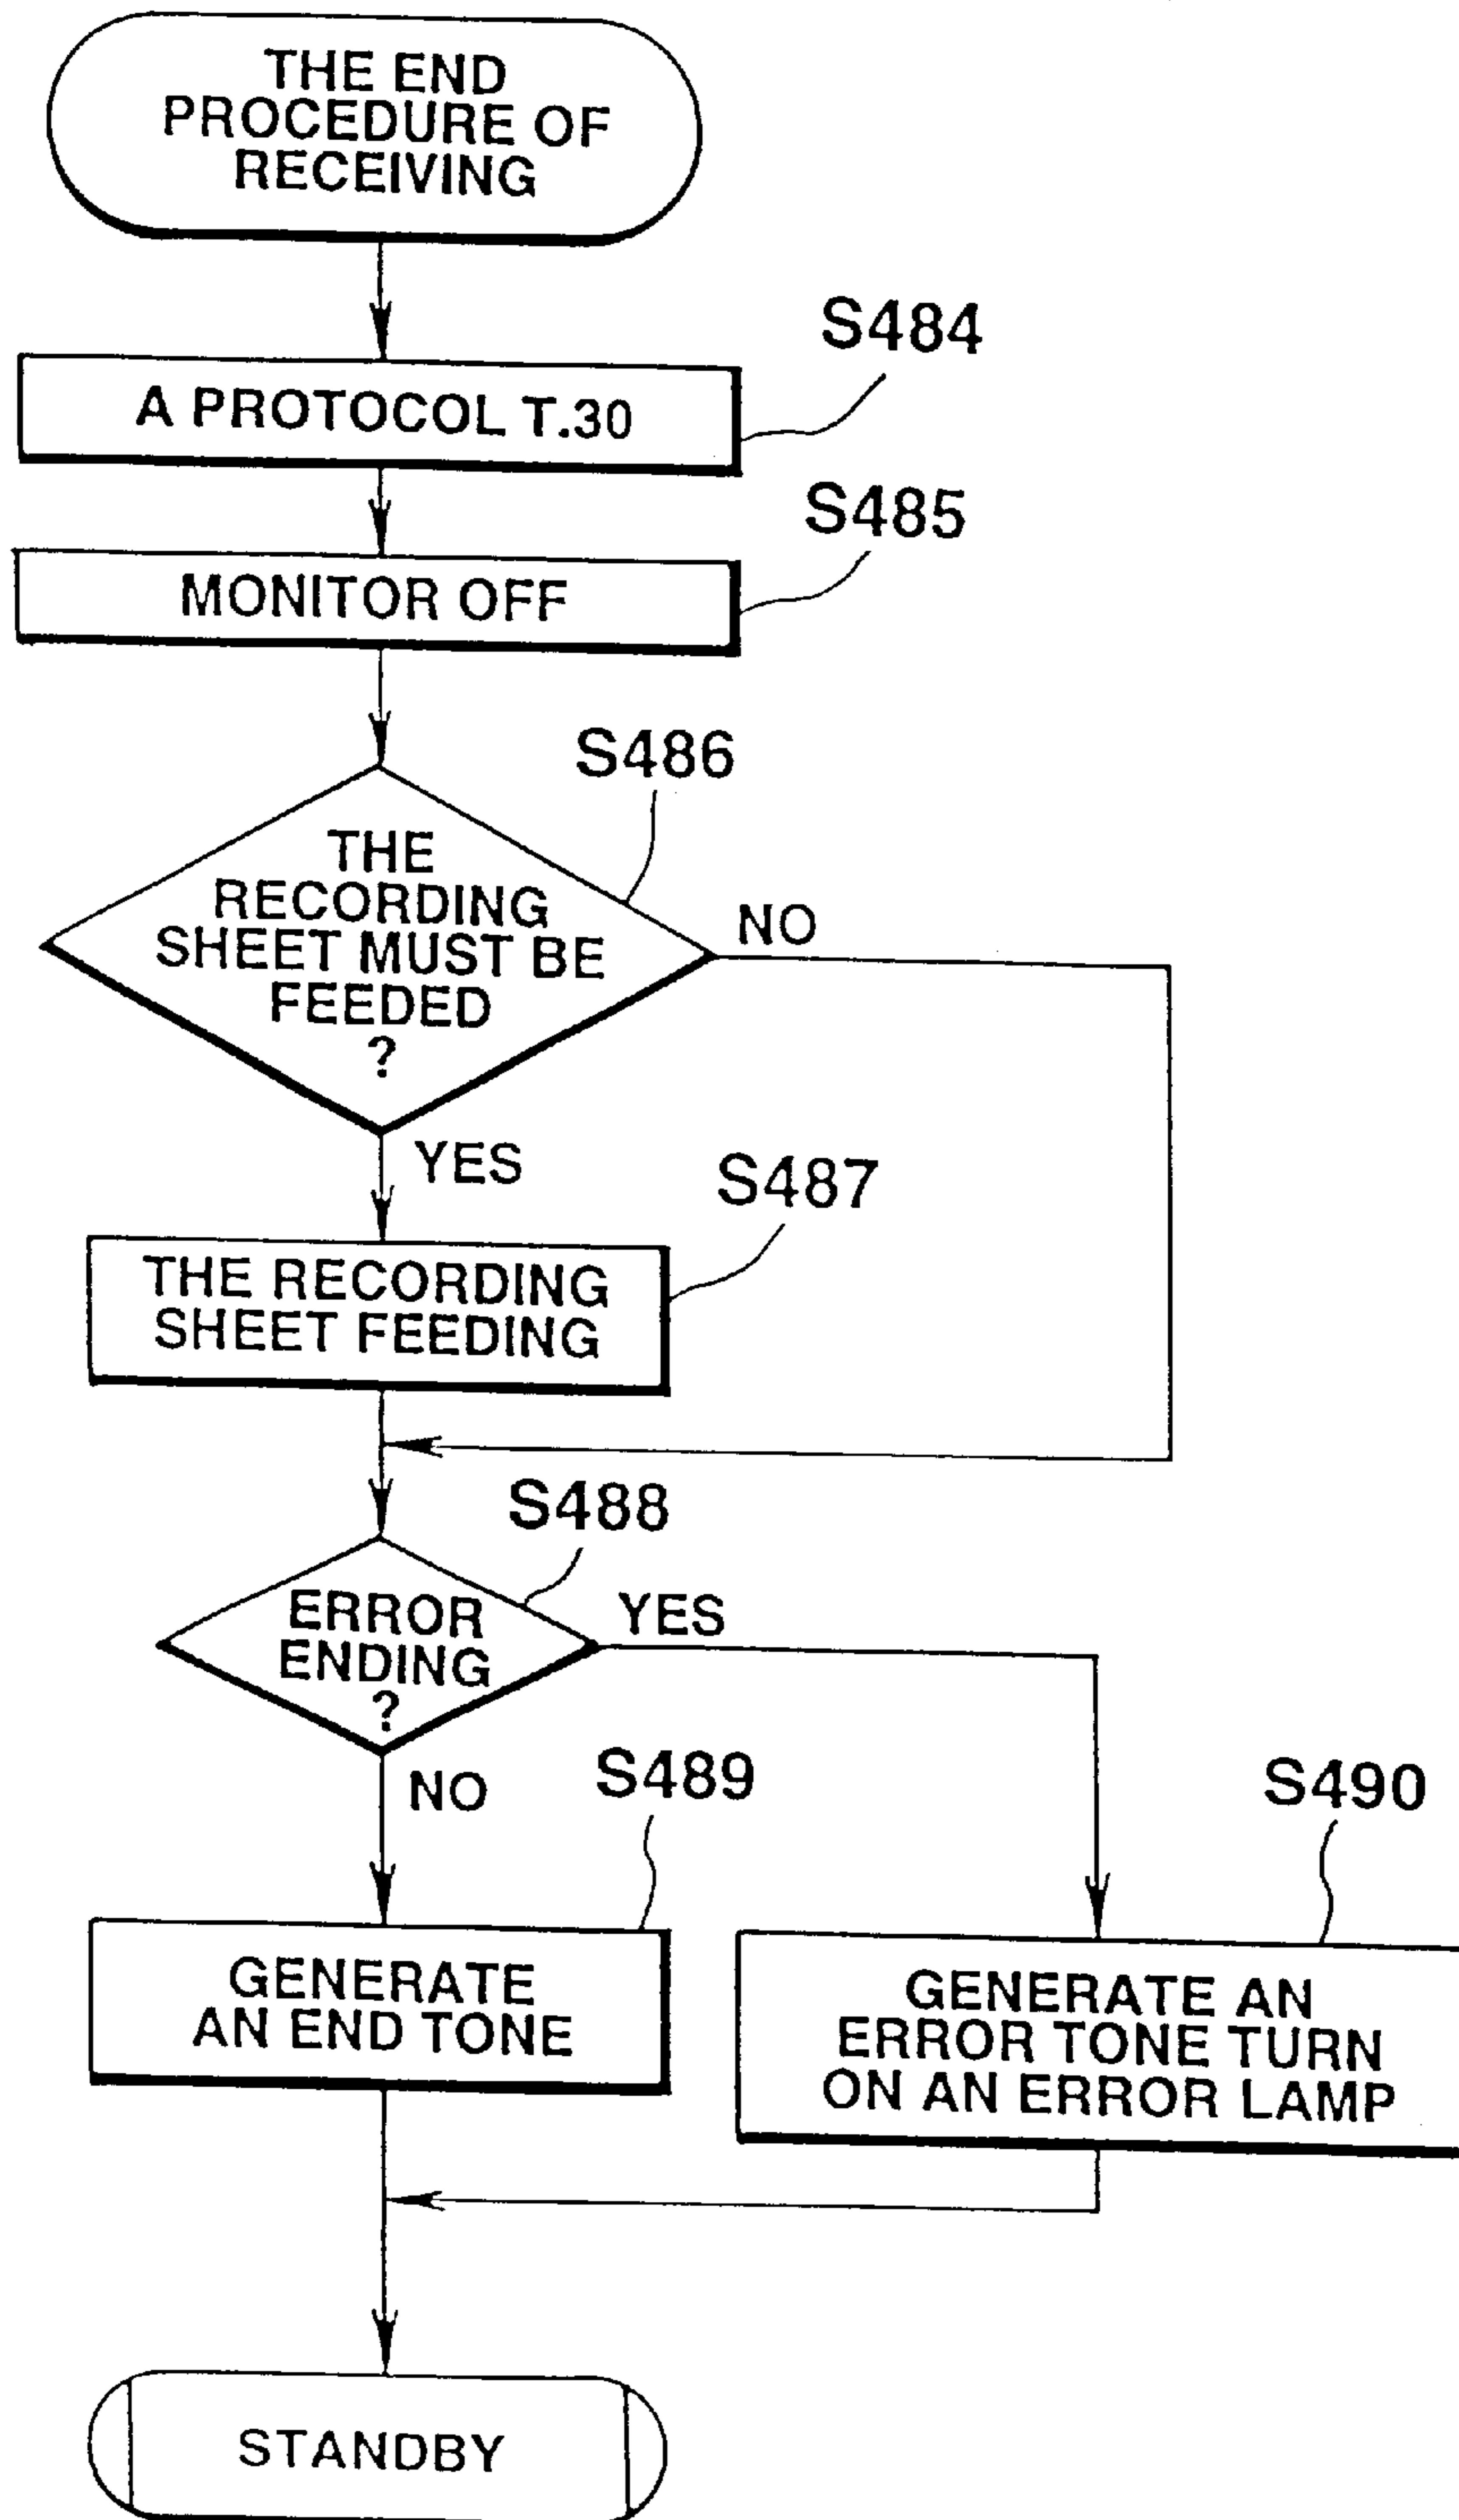 THE END
PROCEDURE OF
RECEIVING
S484
A PROTOCOL T.30
S485
MONITOR OFF
S486
THE
RECORDING
SHEET MUST BE
FEEDED
?
NO
YES
S487
THE RECORDING
SHEET FEEDING
S488
ERROR
ENDING
?
YES
NO
S489
S490
GENERATE
AN END TONE
GENERATE AN
ERROR TONE TURN
ON AN ERROR LAMP
STANDBY